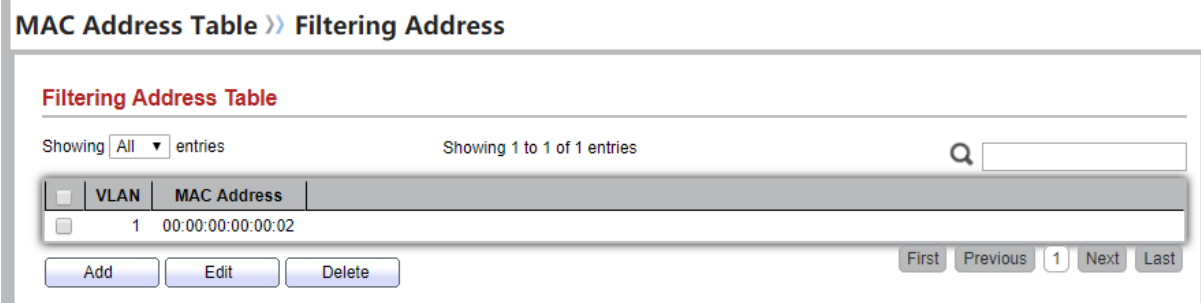 MAC Address Table » Filtering Address
Filtering Address Table
Showing All ▼ entries Showing 1 to 1 of 1 entries
VLAN MAC Address
1 00:00:00:00:00:02
Add Edit Delete First Previous 1 Next Last